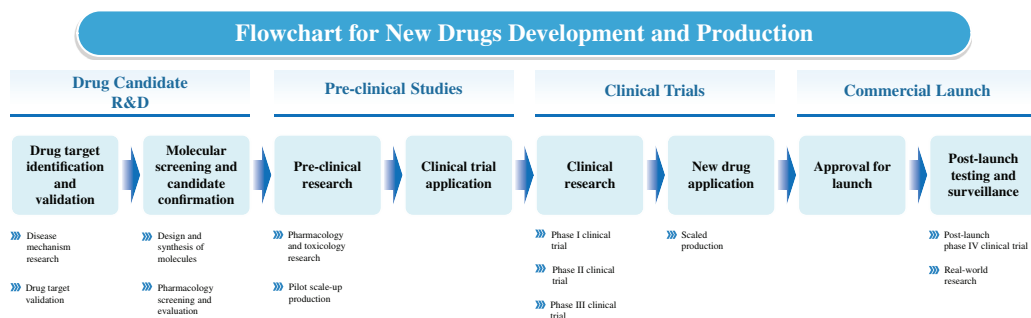 Flowchart for New Drugs Development and Production
Drug Candidate
R&D
Pre-clinical Studies
Clinical Trials
Commercial Launch
Drug target
identification
and
validation
Molecular
screening and
candidate
confirmation
Pre-clinical
research
Clinical trial
application
Clinical
research
New drug
application
Approval for
launch
Post-launch
testing and
surveillance
Disease
mechanism
research
Drug target
validation
Design and
synthesis of
molecules
Pharmacology
screening and
evaluation
Pharmacology
and toxicology
research
Pilot scale-up
production
Phase I clinical
trial
Phase II clinical
trial
Phase III clinical
trial
Scaled
production
Post-launch
phase IV clinical trial
Real-world
research